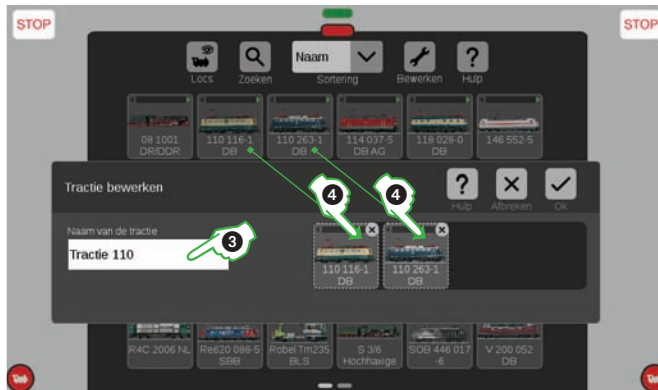 STOP
STOP
Naam
Locs
Zoeken
Sortering
Bewerken
Hulp
08 1001
DR/DDR
110 116-1
DB
110 263-1
DB
114 037-5
DB AG
118 028-0
DB
146 552-5
Tractie bewerken
Hulp
Afbreken
Ok
Naam van de tractie
Tractie 110
3
4
4
110 116-1
DB
110 263-1
DB
R4C 2006 NL
Re620 088-5
SBB
Robel Tm235
BLS
S 3/6
Hochhaxige
SOB 446 017
-6
V 200 052
DB